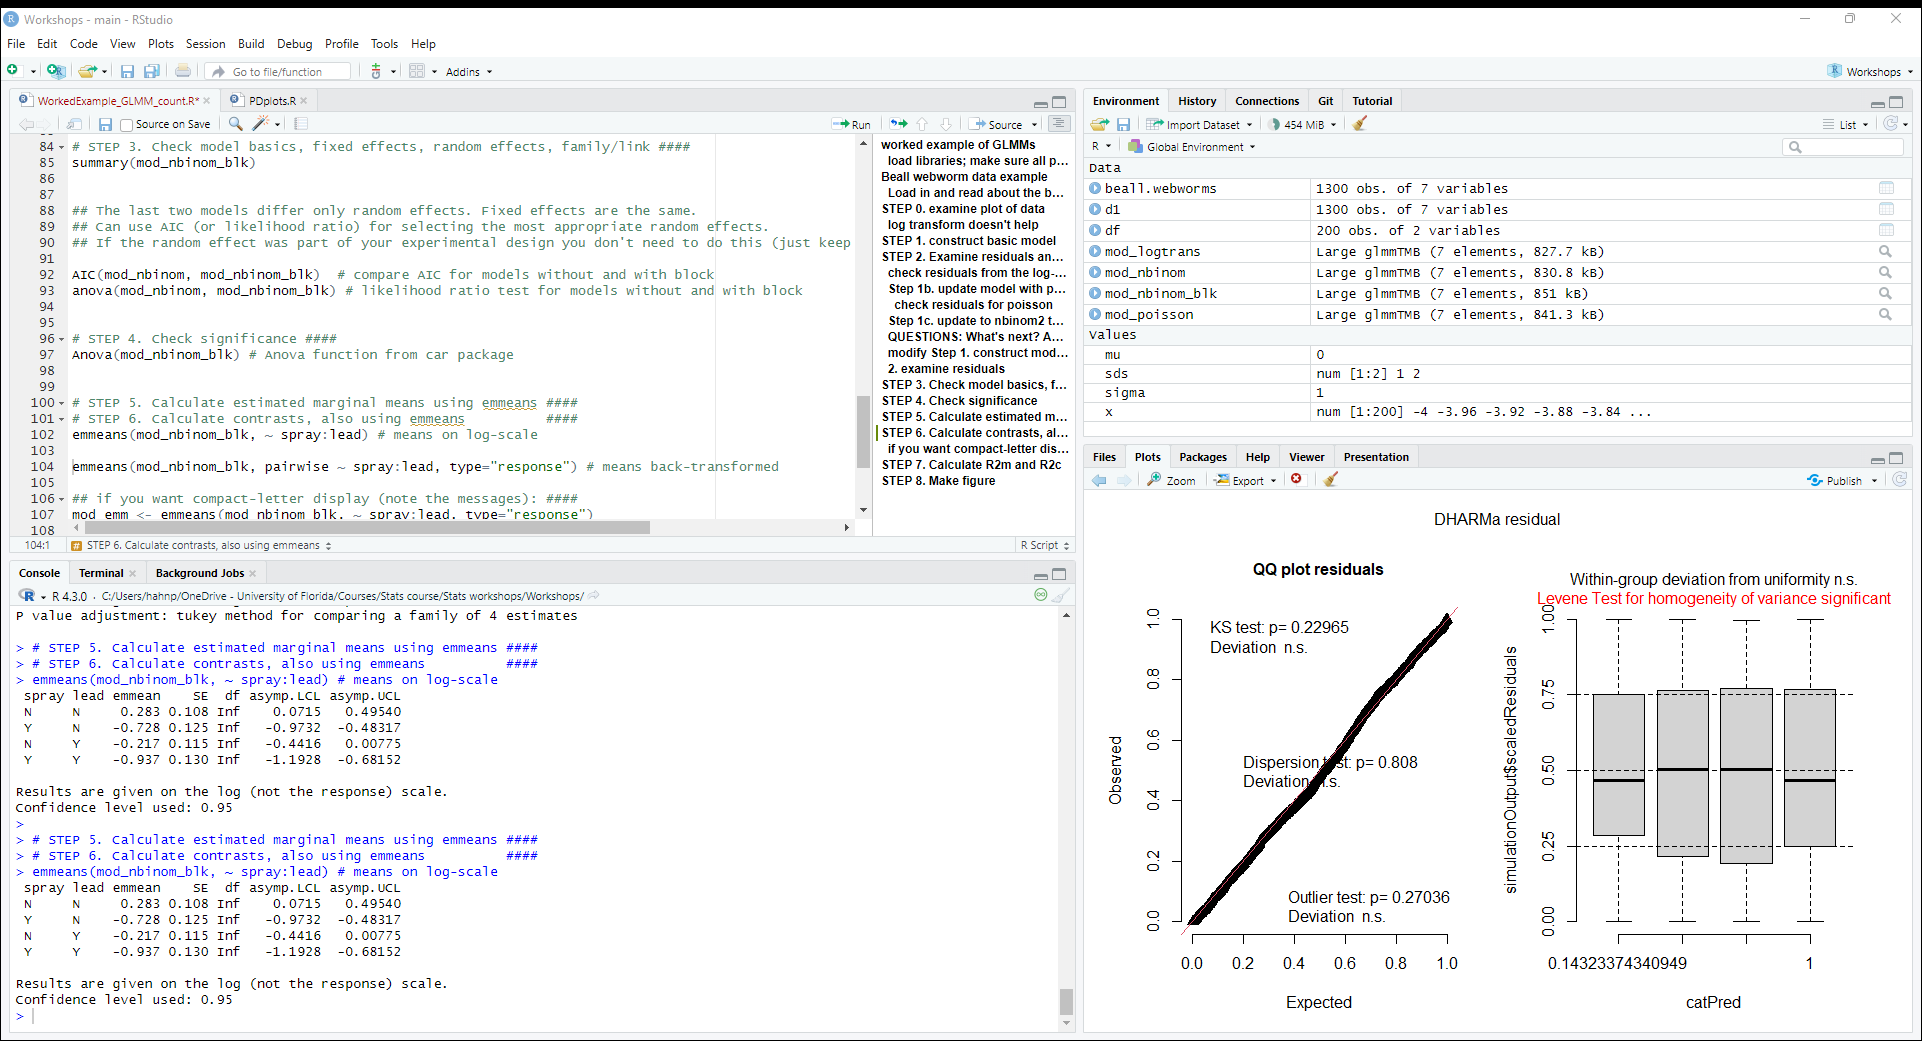 Workshops - main - RStudio
File Edit Code View Plots Session Build Debug Profile Tools Help
Go to file/function Addins Workshops
WorkedExample_GLMM_count.R* PDplots.R
Source on Save Run Source
84 # STEP 3. Check model basics, fixed effects, random effects, family/link ####
85 summary(mod_nbinom_blk)
86
87
88 ## The last two models differ only random effects. Fixed effects are the same.
89 ## Can use AIC (or likelihood ratio) for selecting the most appropriate random effects.
90 ## If the random effect was part of your experimental design you don't need to do this (just keep
91
92 AIC(mod_nbinom, mod_nbinom_blk)  # compare AIC for models without and with block
93 anova(mod_nbinom, mod_nbinom_blk) # likelihood ratio test for models without and with block
94
95
96 # STEP 4. Check significance ####
97 Anova(mod_nbinom_blk) # Anova function from car package
98
99
100 # STEP 5. Calculate estimated marginal means using emmeans ####
101 # STEP 6. Calculate contrasts, also using emmeans          ####
102 emmeans(mod_nbinom_blk, ~ spray:lead) # means on log-scale
103
104 emmeans(mod_nbinom_blk, pairwise ~ spray:lead, type="response") # means back-transformed
105
106 ## if you want compact-letter display (note the messages): ####
107 mod_emm <- emmeans(mod_nbinom_blk, ~ spray:lead, type="response")
108
104:1 # STEP 6. Calculate contrasts, also using emmeans R Script
worked example of GLMMs
load libraries; make sure all p...
Beall webworm data example
Load in and read about the b...
STEP 0. examine plot of data
log transform doesn't help
STEP 1. construct basic model
STEP 2. Examine residuals an...
check residuals from the log-...
Step 1b. update model with p...
check residuals for poisson
Step 1c. update to nbinom2 t...
QUESTIONS: What's next? A...
modify Step 1. construct mod...
2. examine residuals
STEP 3. Check model basics, f...
STEP 4. Check significance
STEP 5. Calculate estimated m...
STEP 6. Calculate contrasts, al...
if you want compact-letter dis...
STEP 7. Calculate R2m and R2c
STEP 8. Make figure
Console Terminal Background Jobs
R 4.3.0 · C:/Users/hahnp/OneDrive - University of Florida/Courses/Stats course/Stats workshops/Workshops/
P value adjustment: tukey method for comparing a family of 4 estimates
> # STEP 5. Calculate estimated marginal means using emmeans ####
> # STEP 6. Calculate contrasts, also using emmeans          ####
> emmeans(mod_nbinom_blk, ~ spray:lead) # means on log-scale
spray lead emmean    SE  df asymp.LCL asymp.UCL
N     N     0.283 0.108 Inf    0.0715   0.49540
Y     N    -0.728 0.125 Inf   -0.9732  -0.48317
N     Y    -0.217 0.115 Inf   -0.4416   0.00775
Y     Y    -0.937 0.130 Inf   -1.1928  -0.68152
Results are given on the log (not the response) scale.
Confidence level used: 0.95
>
> # STEP 5. Calculate estimated marginal means using emmeans ####
> # STEP 6. Calculate contrasts, also using emmeans          ####
> emmeans(mod_nbinom_blk, ~ spray:lead) # means on log-scale
spray lead emmean    SE  df asymp.LCL asymp.UCL
N     N     0.283 0.108 Inf    0.0715   0.49540
Y     N    -0.728 0.125 Inf   -0.9732  -0.48317
N     Y    -0.217 0.115 Inf   -0.4416   0.00775
Y     Y    -0.937 0.130 Inf   -1.1928  -0.68152
Results are given on the log (not the response) scale.
Confidence level used: 0.95
>
Environment History Connections Git Tutorial
Import Dataset 454 MiB List
R Global Environment
Data
beall.webworms 1300 obs. of 7 variables
d1 1300 obs. of 7 variables
df 200 obs. of 2 variables
mod_logtrans Large glmmTMB (7 elements, 827.7 kB)
mod_nbinom Large glmmTMB (7 elements, 830.8 kB)
mod_nbinom_blk Large glmmTMB (7 elements, 851 kB)
mod_poisson Large glmmTMB (7 elements, 841.3 kB)
Values
mu 0
sds num [1:2] 1 2
sigma 1
x num [1:200] -4 -3.96 -3.92 -3.88 -3.84 ...
Files Plots Packages Help Viewer Presentation
Zoom Export Publish
DHARMa residual
QQ plot residuals
KS test: p= 0.22965
Deviation n.s.
Dispersion test: p= 0.808
Deviation n.s.
Outlier test: p= 0.27036
Deviation n.s.
Observed
0.0 0.2 0.4 0.6 0.8 1.0
0.0 0.2 0.4 0.6 0.8 1.0
Expected
Within-group deviation from uniformity n.s.
Levene Test for homogeneity of variance significant
simulationOutput$scaledResiduals
0.00 0.25 0.50 0.75 1.00
0.14323374340949 1
catPred